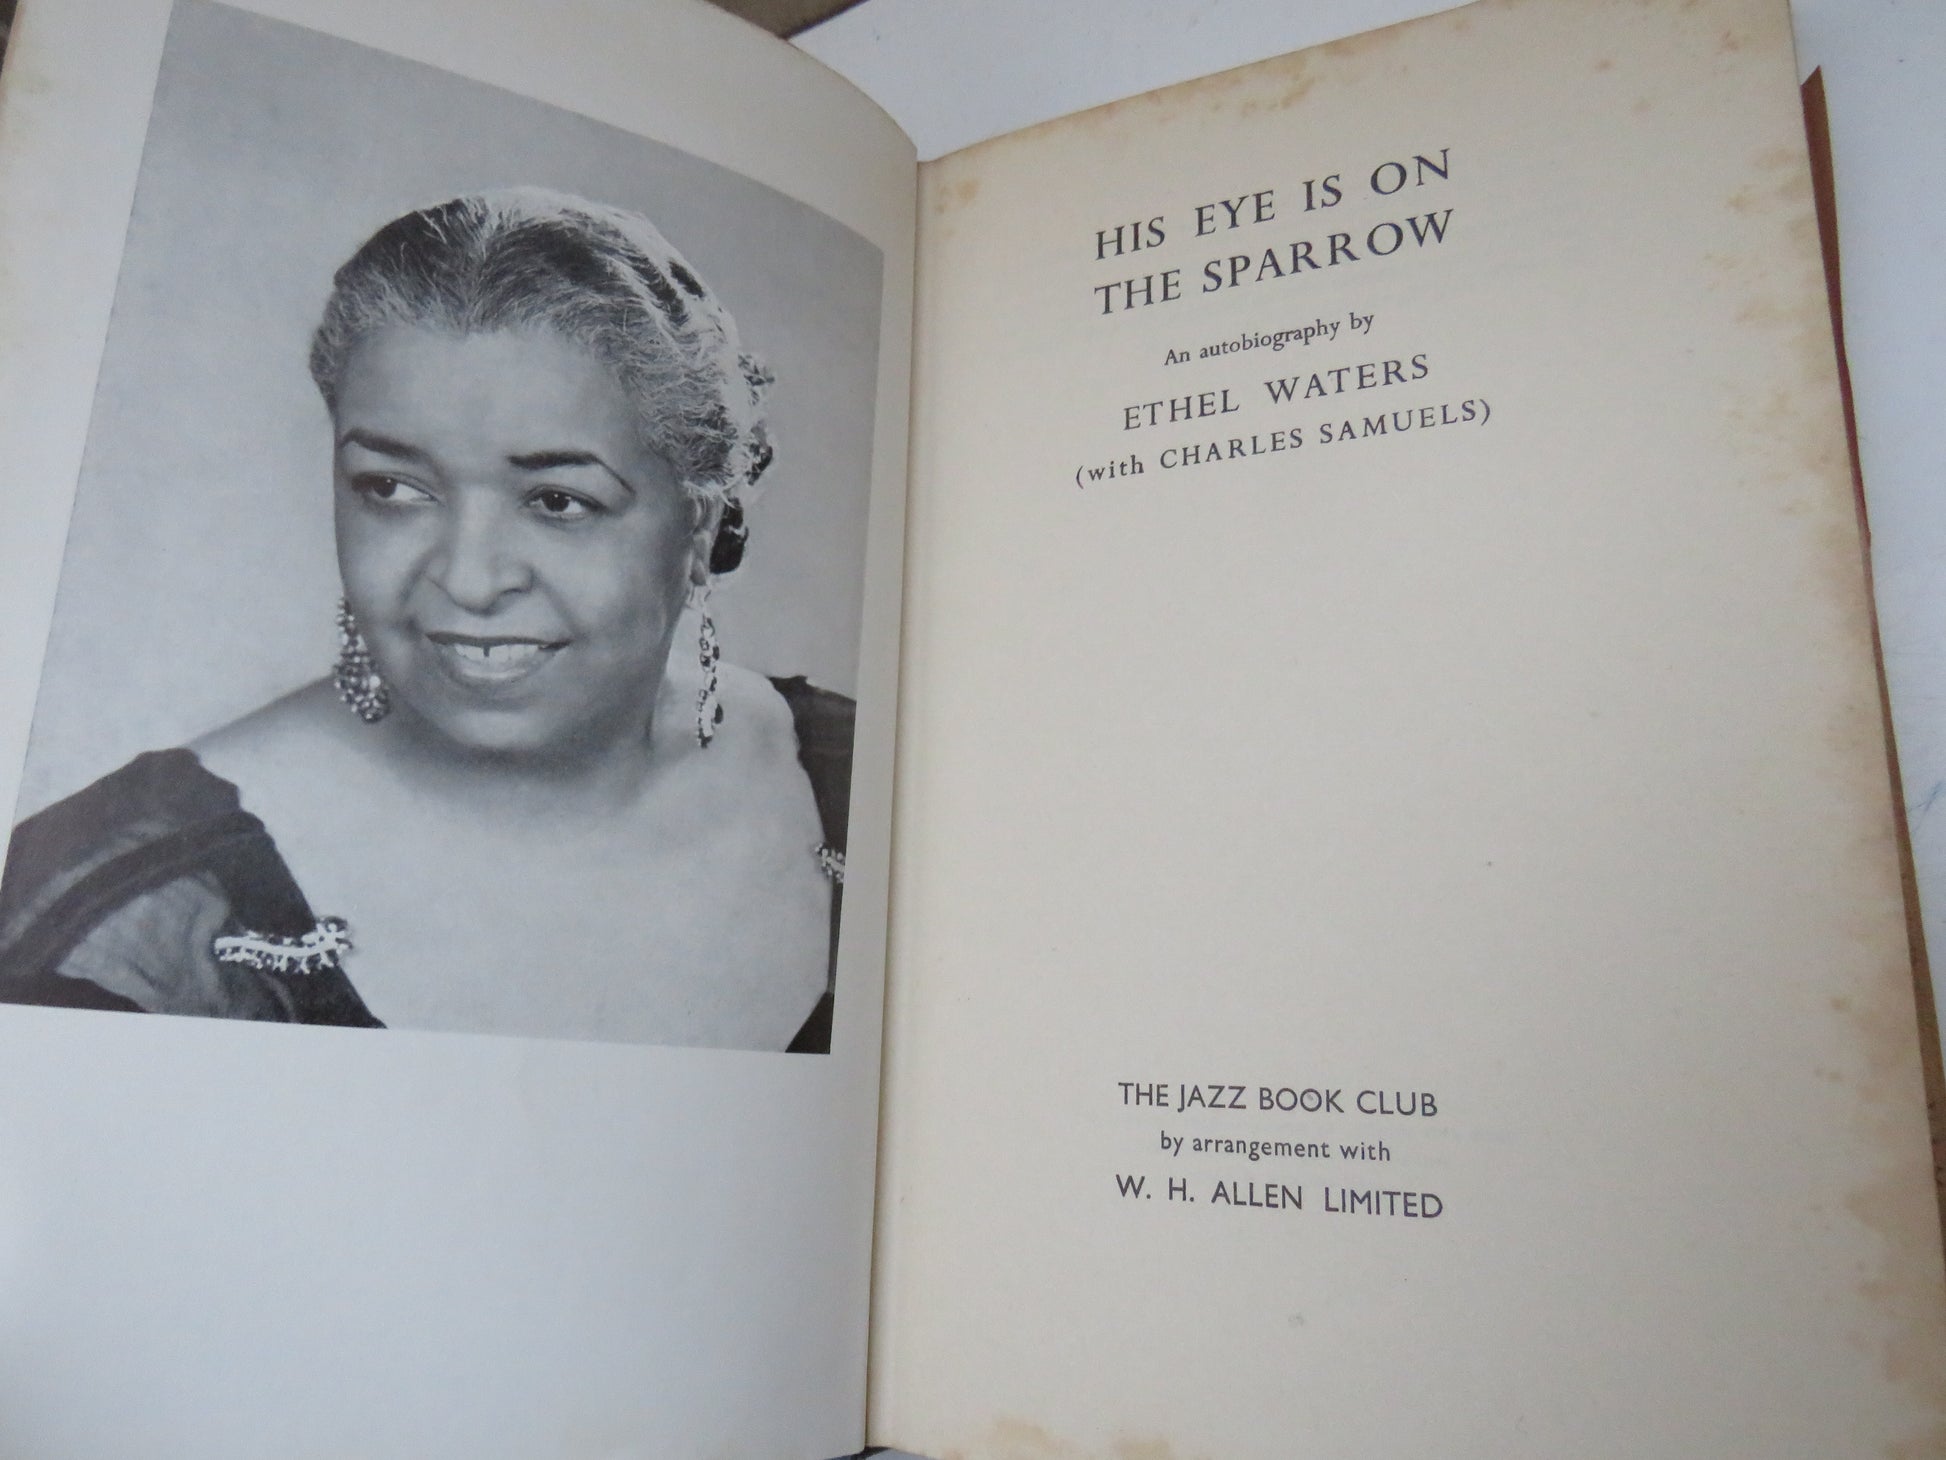 HIS EYE IS ON
THE SPARROW
An autobiography by
ETHEL WATERS
(with CHARLES SAMUELS)
THE JAZZ BOOK CLUB
by arrangement with
W. H. ALLEN LIMITED